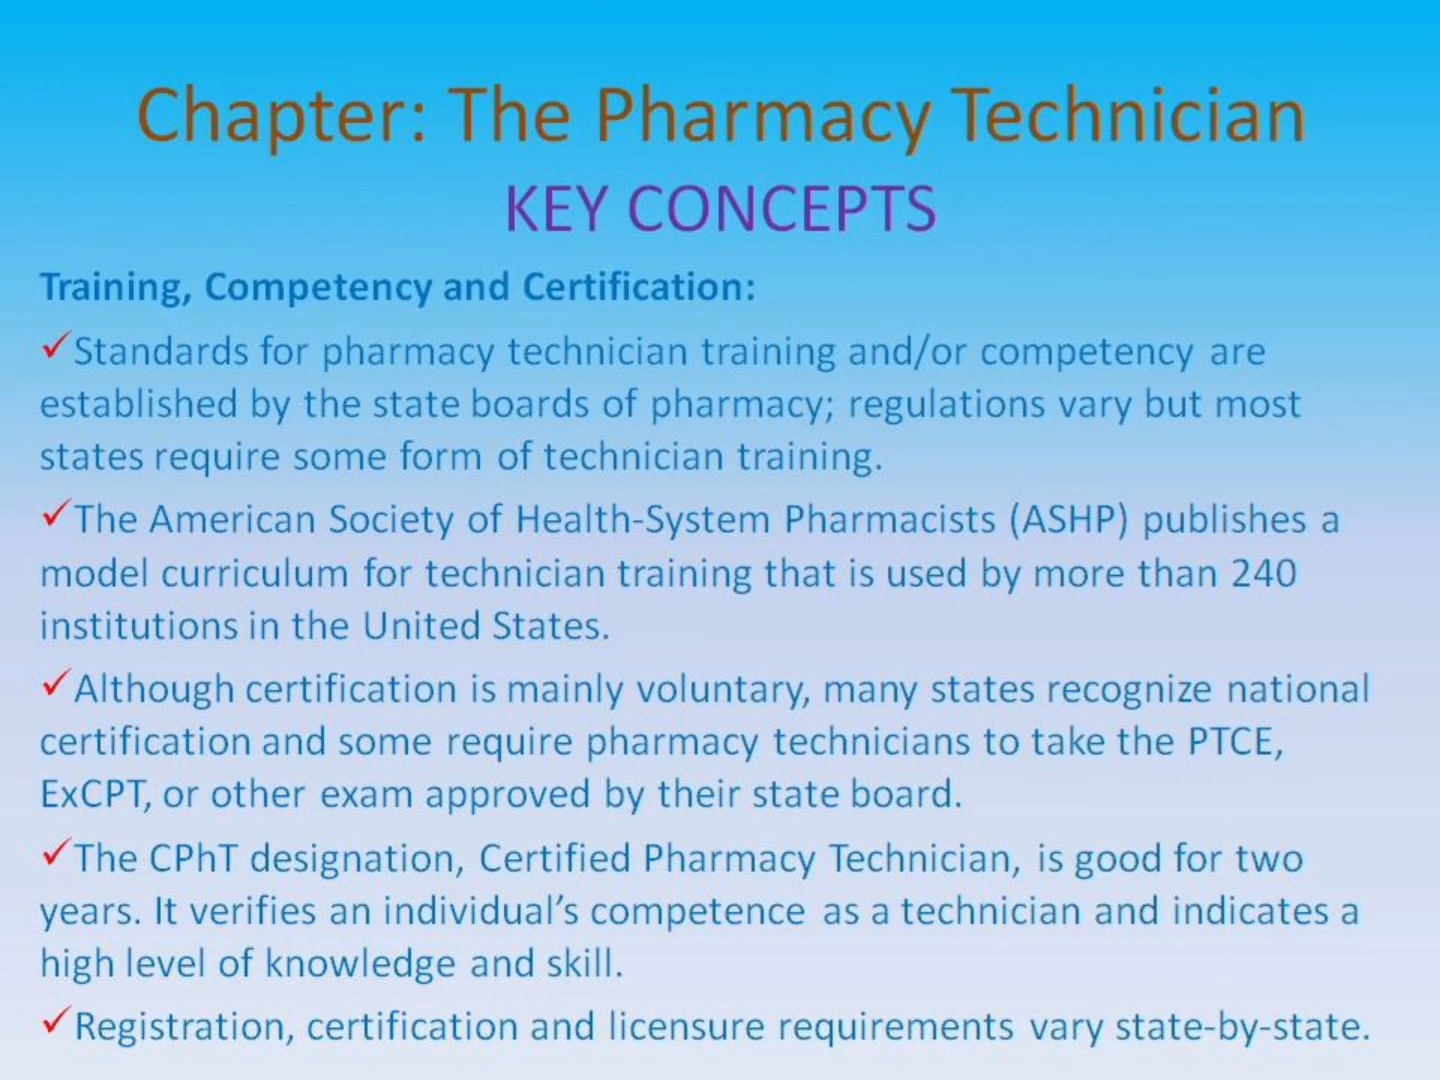 Chapter: The Pharmacy Technician
KEY CONCEPTS
Training, Competency and Certification:
✓Standards for pharmacy technician training and/or competency are
established by the state boards of pharmacy; regulations vary but most
states require some form of technician training.
✓The American Society of Health-System Pharmacists (ASHP) publishes a
model curriculum for technician training that is used by more than 240
institutions in the United States.
✓Although certification is mainly voluntary, many states recognize national
certification and some require pharmacy technicians to take the PTCE,
ExCPT, or other exam approved by their state board.
✓The CPhT designation, Certified Pharmacy Technician, is good for two
years. It verifies an individual’s competence as a technician and indicates a
high level of knowledge and skill.
✓Registration, certification and licensure requirements vary state-by-state.